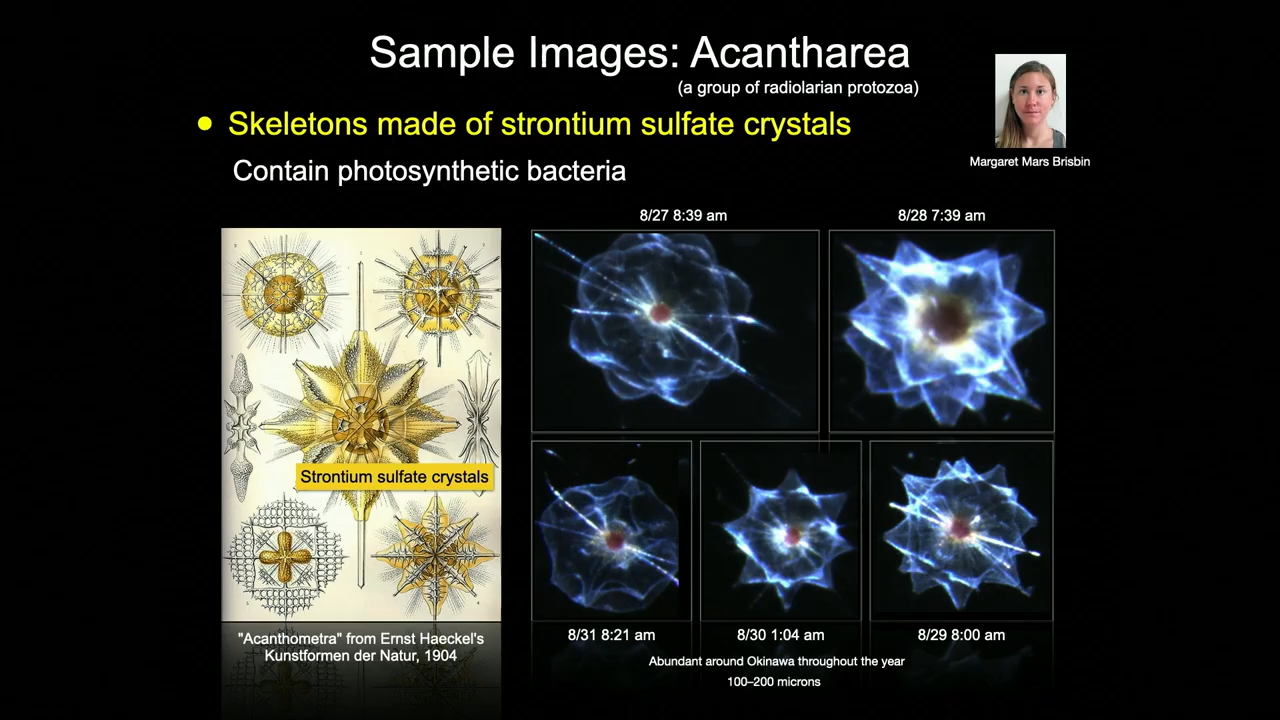 Sample Images: Acantharea
(a group of radiolarian protozoa)
• Skeletons made of strontium sulfate crystals
Contain photosynthetic bacteria
Margaret Mars Brisbin
8/27 8:39 am
8/28 7:39 am
Strontium sulfate crystals
8/31 8:21 am
8/30 1:04 am
8/29 8:00 am
"Acanthometra" from Ernst Haeckel's
Kunstformen der Natur, 1904
Abundant around Okinawa throughout the year
100–200 microns